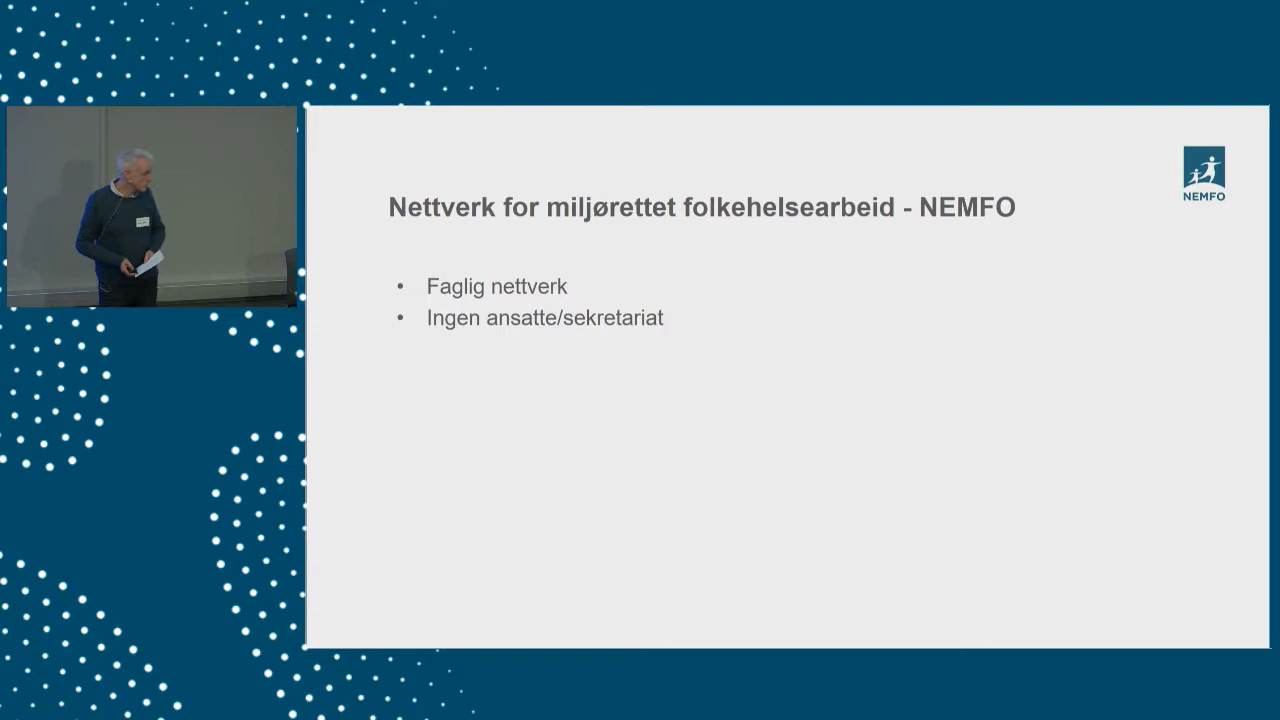 Nettverk for miljørettet folkehelsearbeid - NEMFO
NEMFO
• Faglig nettverk
• Ingen ansatte/sekretariat